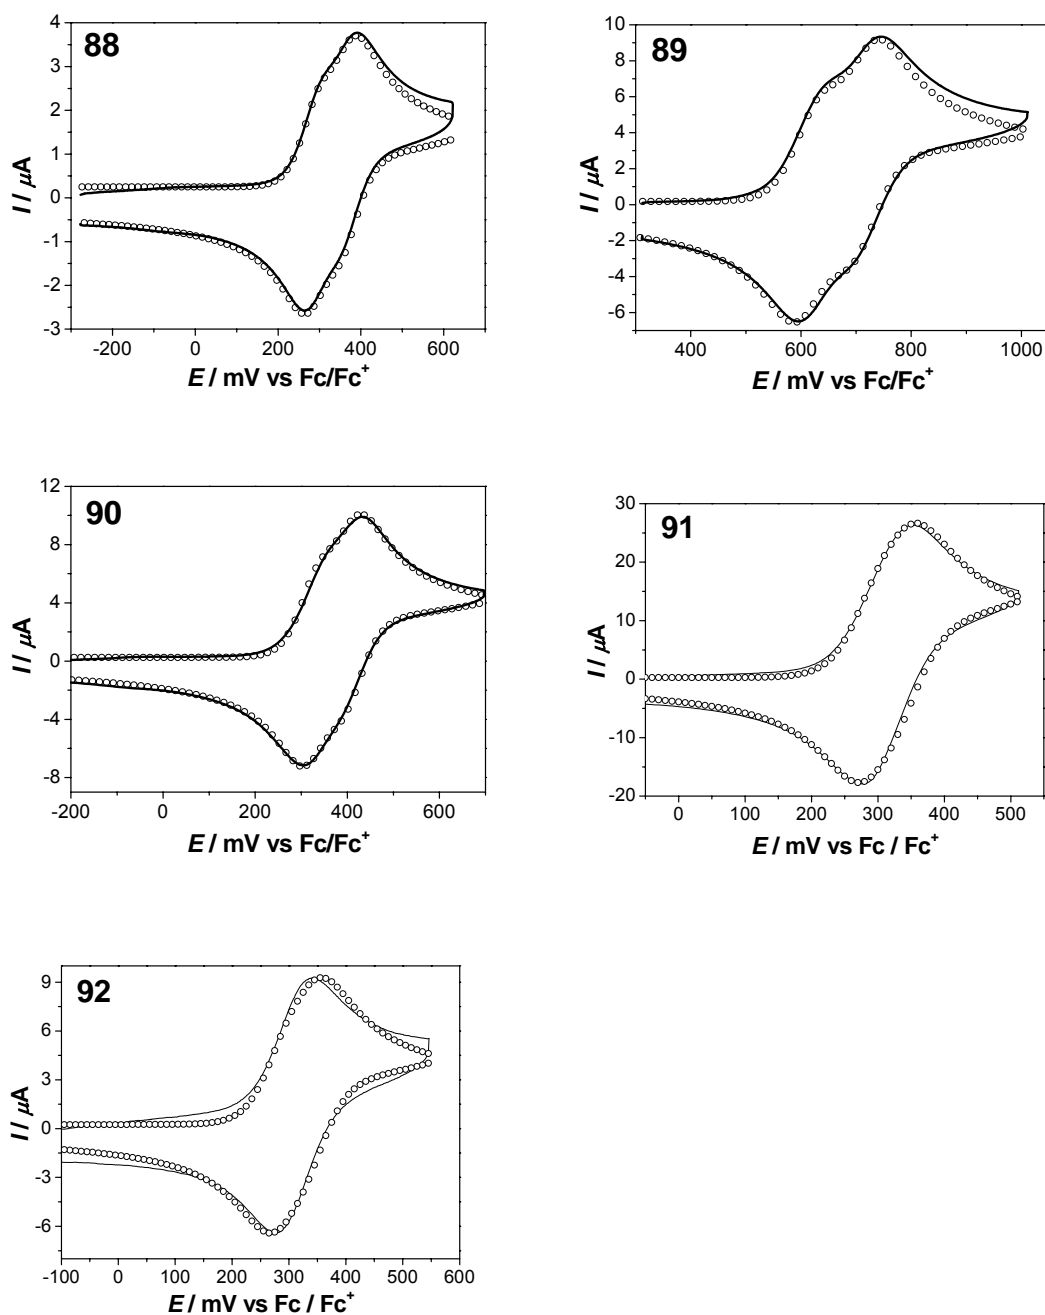 88
4
3
2
1
0
-1
-2
-3
I / μA
-200 0 200 400 600
E / mV vs Fc/Fc+
89
10
8
6
4
2
0
-2
-4
-6
I / μA
400 600 800 1000
E / mV vs Fc/Fc+
90
12
8
4
0
-4
-8
I / μA
-200 0 200 400 600
E / mV vs Fc/Fc+
91
30
20
10
0
-10
-20
I / μA
0 100 200 300 400 500
E / mV vs Fc / Fc+
92
9
6
3
0
-3
-6
I / μA
-100 0 100 200 300 400 500 600
E / mV vs Fc / Fc+